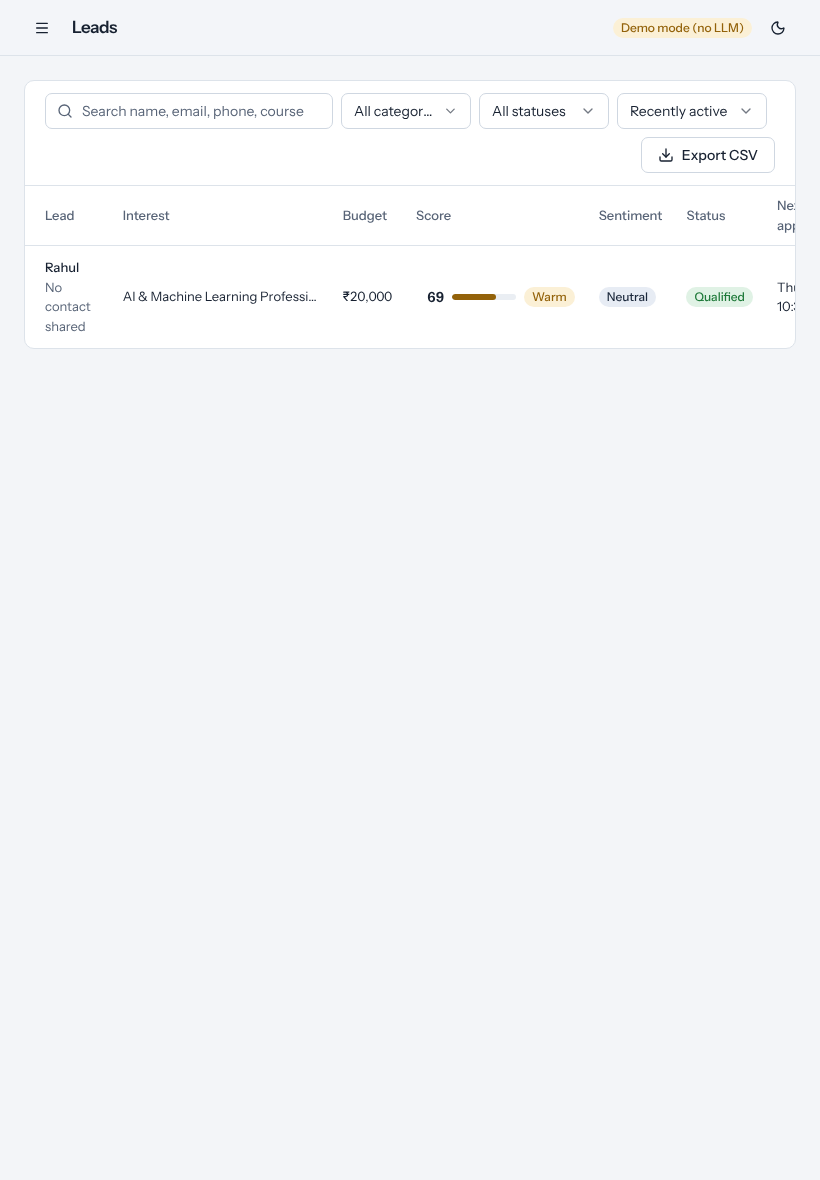 Leads
Demo mode (no LLM)
Search name, email, phone, course
All categor...
All statuses
Recently active
Export CSV
Lead
Interest
Budget
Score
Sentiment
Status
Rahul
No
contact
shared
AI & Machine Learning Professi...
₹20,000
69
Warm
Neutral
Qualified